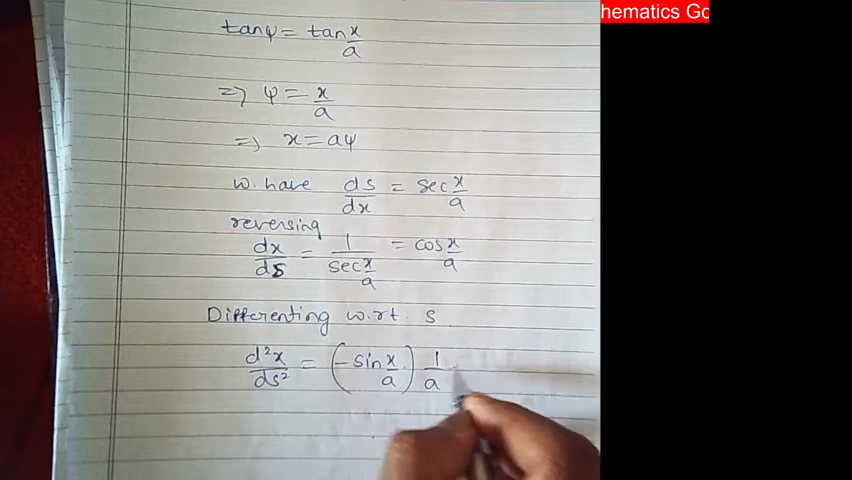 hematics Go
tanψ = tan x/a
=> ψ = x/a
=> x = aψ
w. have ds/dx = sec x/a
reversing
dx/ds = 1/sec x/a = cos x/a
Differenting w.r.t. s
d²x/ds² = (-sin x/a) 1/a